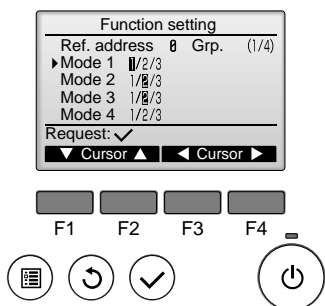 Function setting
Ref. address 0 Grp. (1/4)
Mode 1 1/2/3
Mode 2 1/2/3
Mode 3 1/2/3
Mode 4 1/2/3
Request: ✓
▼ Cursor ▲ ◀ Cursor ▶
F1 F2 F3 F4